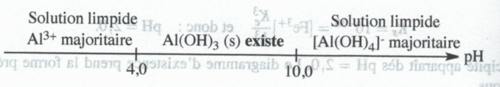 Solution limpide
Solution limpide
Al³⁺ majoritaire
Al(OH)₃ (s) existe
[Al(OH)₄]⁻ majoritaire
pH
4,0
10,0